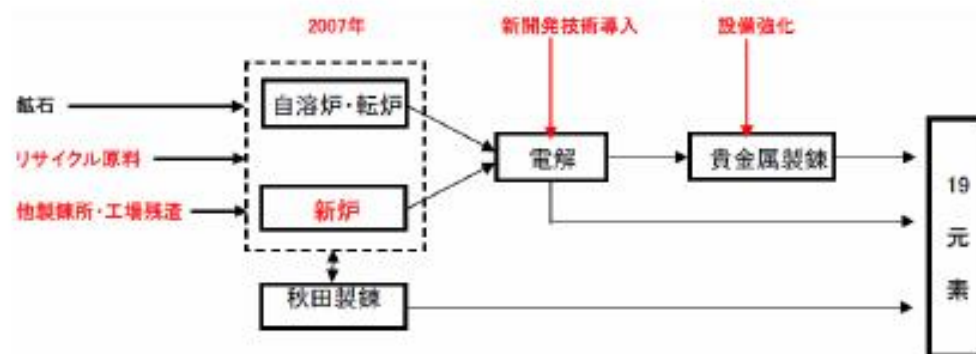 2007年
新開発技術導入
設備強化
鉱石
自溶炉・転炉
リサイクル原料
電解
貴金属製錬
他製錬所・工場残渣
新炉
秋田製錬
19
元
素